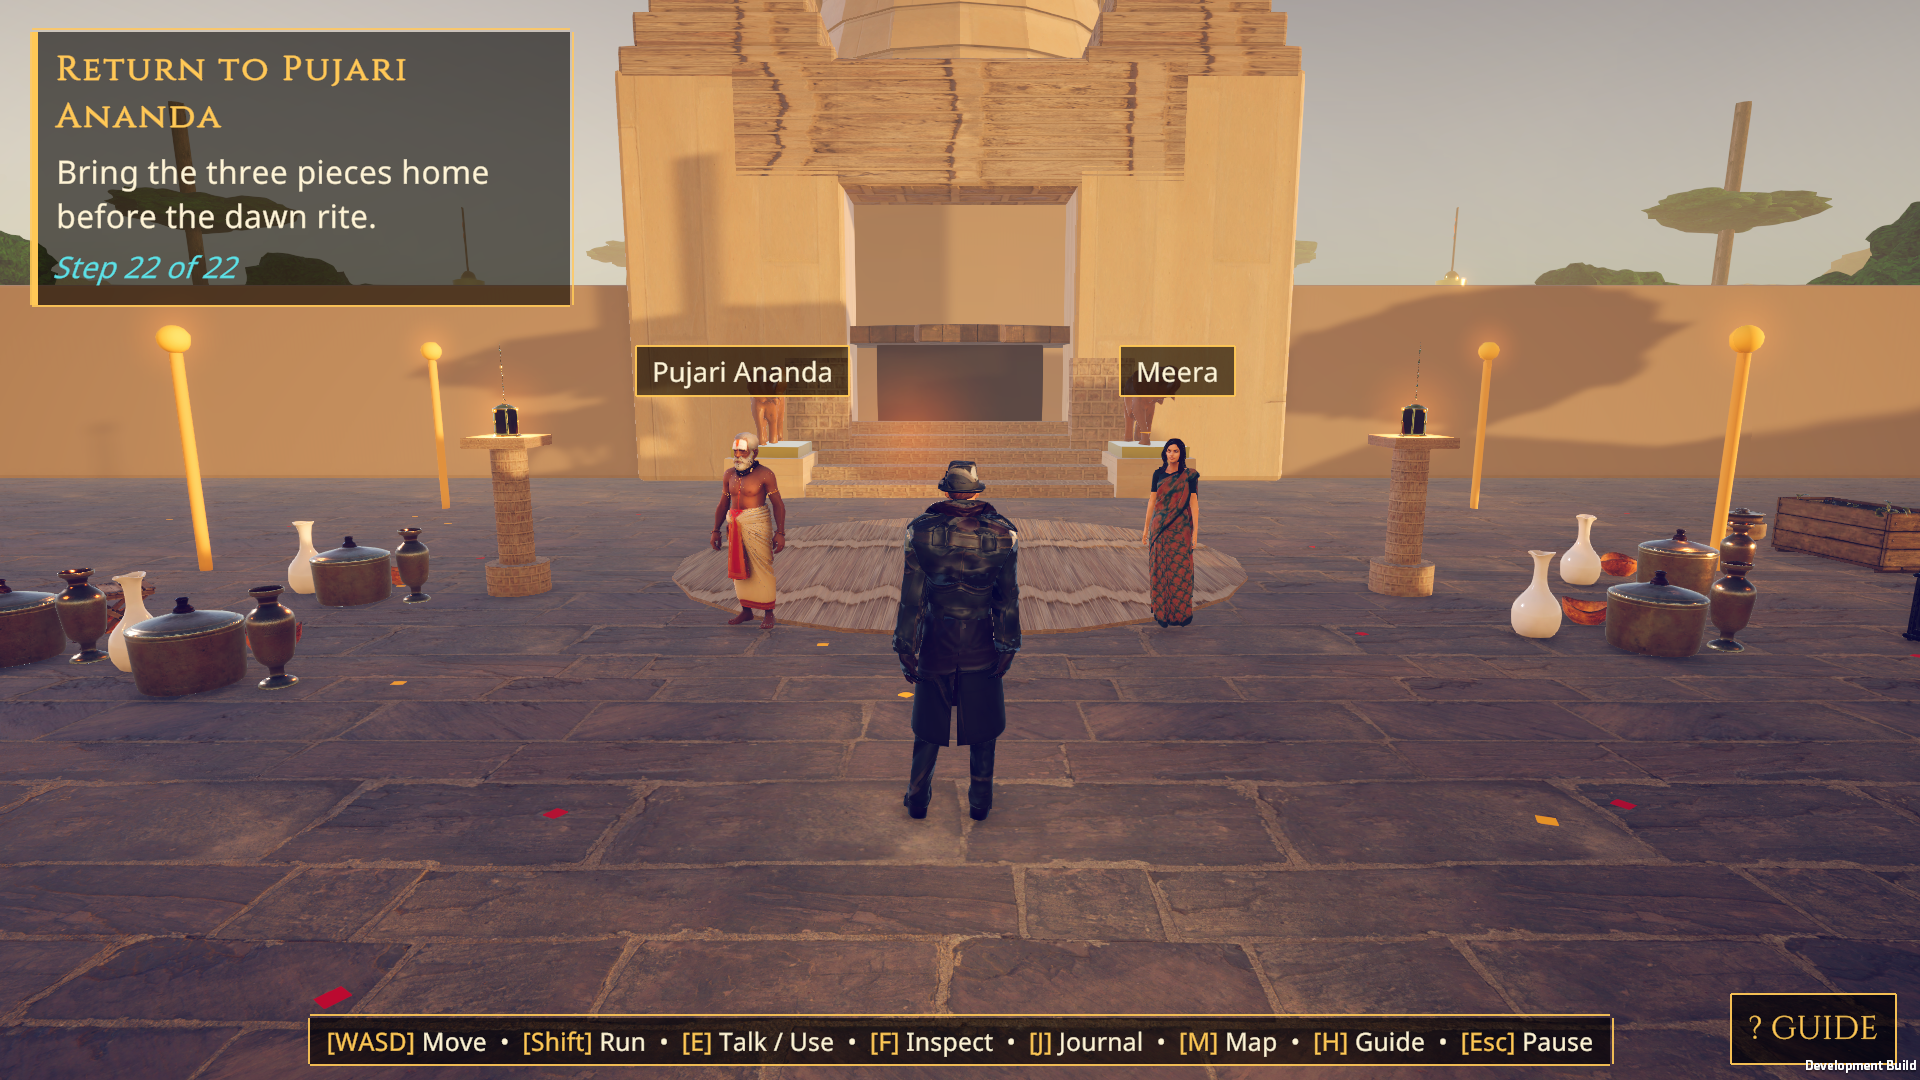 RETURN TO PUJARI
ANANDA
Bring the three pieces home
before the dawn rite.
Step 22 of 22
Pujari Ananda
Meera
[WASD] Move • [Shift] Run • [E] Talk / Use • [F] Inspect • [J] Journal • [M] Map • [H] Guide • [Esc] Pause
? GUIDE
Development Build